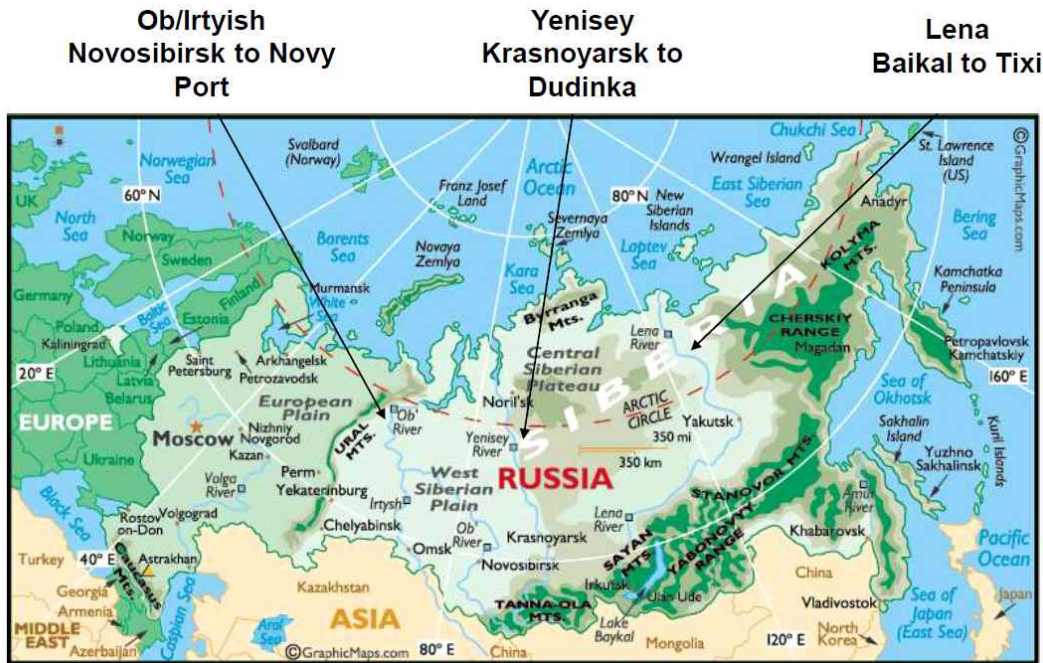 Ob/Irtyish
Novosibirsk to Novy
Port
Yenisey
Krasnoyarsk to
Dudinka
Lena
Baikal to Tixi
Chukchi Sea
©GraphicMaps.com
St. Lawrence
Island
(US)
Wrangel Island
Svalbard
(Norway)
Norwegian
Sea
Arctic
Ocean
East Siberian
Sea
60° N
80° N
UK
Franz Josef
Land
New
Siberian
Islands
Anadyr
Severnaya
Zemlya
Bering
Sea
North
Sea
Barents
Sea
Novaya
Zemlya
Laptev
Sea
KOLYMA
MTS.
Norway
Kara
Sea
Sweden
Kamchatka
Peninsula
Finland
Murmansk
White
Sea
Byrranga
Mts.
Germany
Baltic
Sea
Estonia
Lena
River
CHERSKIY
RANGE
Magadan
Poland
Kaliningrad
Central
Siberian
Plateau
SIBERIA
Petropavlovsk
Kamchatskiy
Lithuania
Saint
Petersburg
Arkhangelsk
Petrozavodsk
20° E
Latvia
160° E
Belarus
European
Plain
Noril'sk
ARCTIC
CIRCLE
Sea of
Okhotsk
EUROPE
Ob'
River
Yakutsk
Sakhalin
Island
Kuril Islands
Moscow
Nizhniy
Novgorod
URAL
MTS.
Yenisey
River
350 mi
Kazan
350 km
Yuzhno
Sakhalinsk
Ukraine
Perm
West
Siberian
Plain
RUSSIA
STANOVOR MTS.
Volga
River
Yekaterinburg
Irtysh
Amur
River
Black Sea
Volgograd
Lena
River
Rostov
on-Don
Chelyabinsk
Ob'
River
Krasnoyarsk
SAYAN
MTS.
YABONOVYY
RANGE
Khabarovsk
Pacific
Ocean
Turkey
40° E
Astrakhan
Omsk
Novosibirsk
Caucasus
Mts.
Irkutsk
China
Georgia
Kazakhstan
Ulan Ude
TANNA-OLA
MTS.
Armenia
Caspian Sea
ASIA
Vladivostok
Sea of
Japan
(East Sea)
Japan
MIDDLE
EAST
Aral
Sea
Lake
Baykal
North
Korea
Azerbaijan
©GraphicMaps.com
80° E
China
Mongolia
120° E